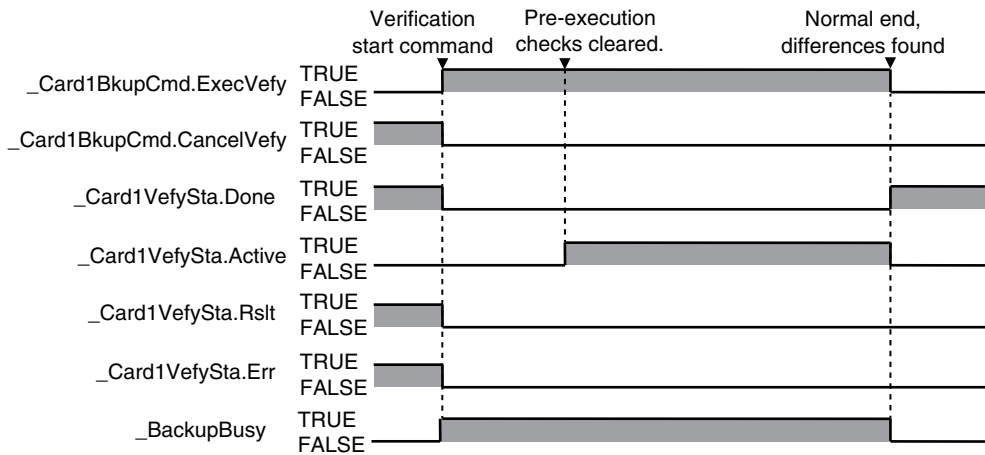 Verification
start command
Pre-execution
checks cleared.
Normal end,
differences found
_Card1BkupCmd.ExecVefy
TRUE
FALSE
_Card1BkupCmd.CancelVefy
TRUE
FALSE
_Card1VefySta.Done
TRUE
FALSE
_Card1VefySta.Active
TRUE
FALSE
_Card1VefySta.Rslt
TRUE
FALSE
_Card1VefySta.Err
TRUE
FALSE
_BackupBusy
TRUE
FALSE